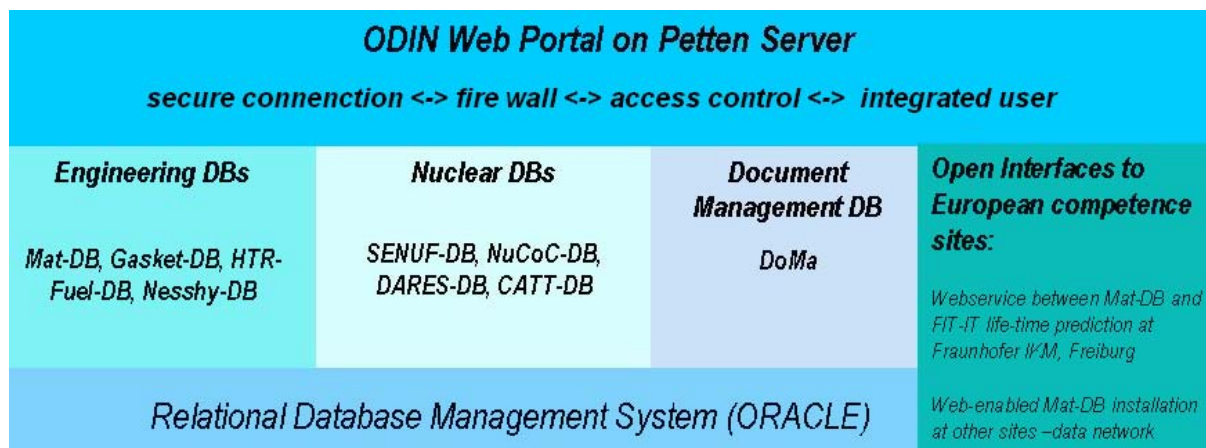 ODIN Web Portal on Petten Server
secure connenction <-> fire wall <-> access control <-> integrated user
Engineering DBs
Mat-DB, Gasket-DB, HTR-
Fuel-DB, Nesshy-DB
Nuclear DBs
SENUF-DB, NuCoC-DB,
DARES-DB, CATT-DB
Document
Management DB
DoMa
Open Interfaces to
European competence
sites:
Webservice between Mat-DB and
FIT-IT life-time prediction at
Fraunhofer IWM, Freiburg
Web-enabled Mat-DB installation
at other sites –data network
Relational Database Management System (ORACLE)